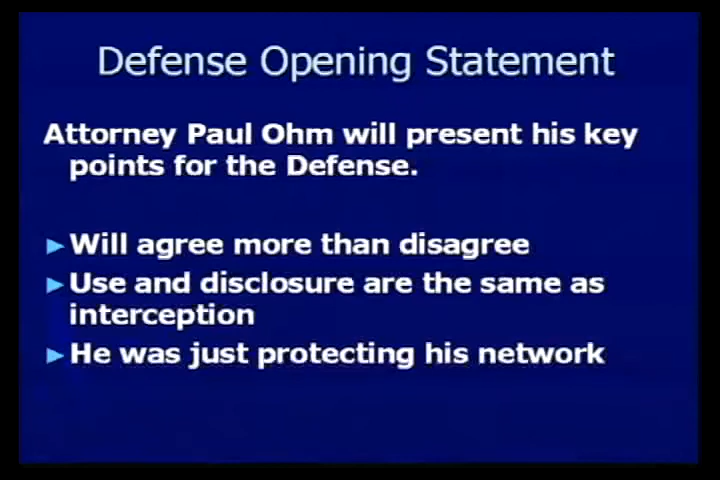 Defense Opening Statement
Attorney Paul Ohm will present his key
points for the Defense.
►Will agree more than disagree
►Use and disclosure are the same as
interception
►He was just protecting his network